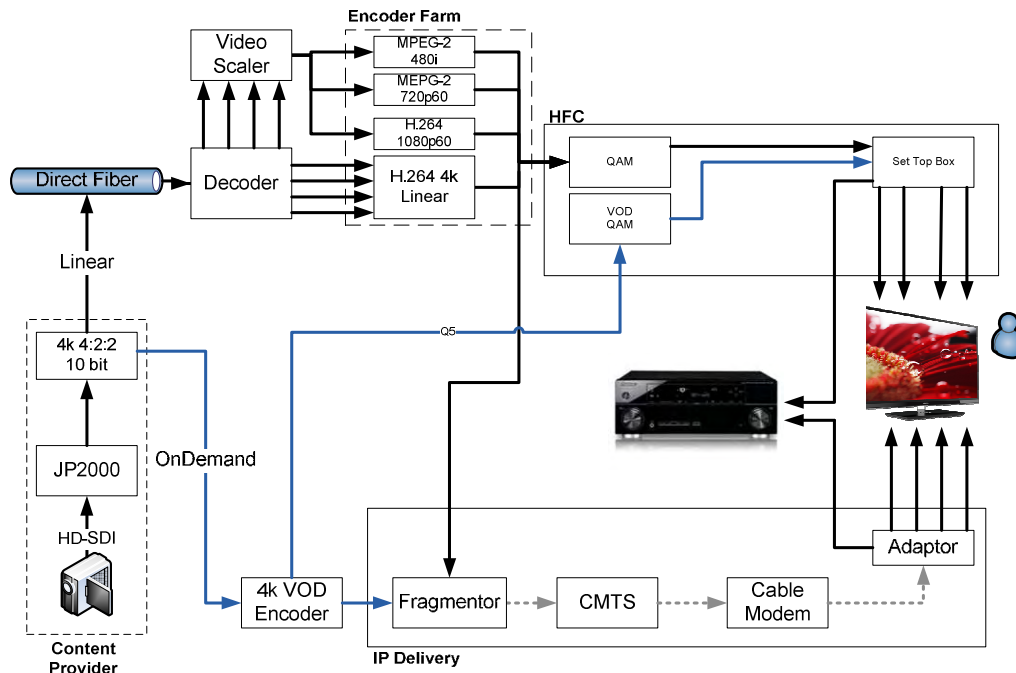 Encoder Farm
Video
Scaler
MPEG-2
480i
MEPG-2
720p60
H.264
1080p60
H.264 4k
Linear
Direct Fiber
Decoder
HFC
QAM
Set Top Box
VOD
QAM
Linear
4k 4:2:2
10 bit
Q5
JP2000
OnDemand
HD-SDI
Content
Provider
4k VOD
Encoder
Fragmentor
CMTS
Cable
Modem
Adaptor
IP Delivery